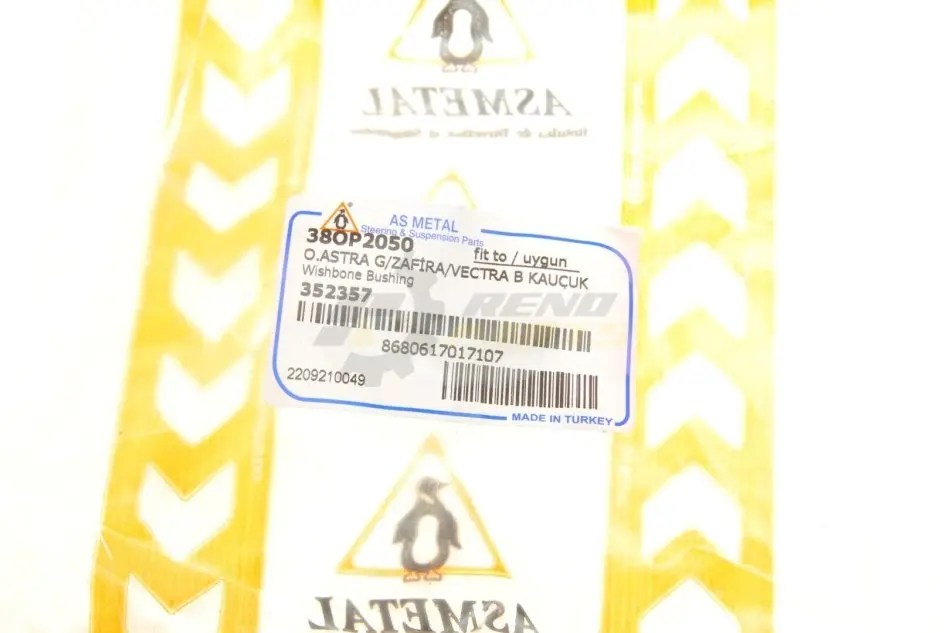 ASMETAL
AS METAL
Steering & Suspension Parts
38OP2050
fit to / uygun
O.ASTRA G/ZAFİRA/VECTRA B KAUÇUK
Wishbone Bushing
352357
RENO
8680617017107
2209210049
MADE IN TURKEY
ASMETAL